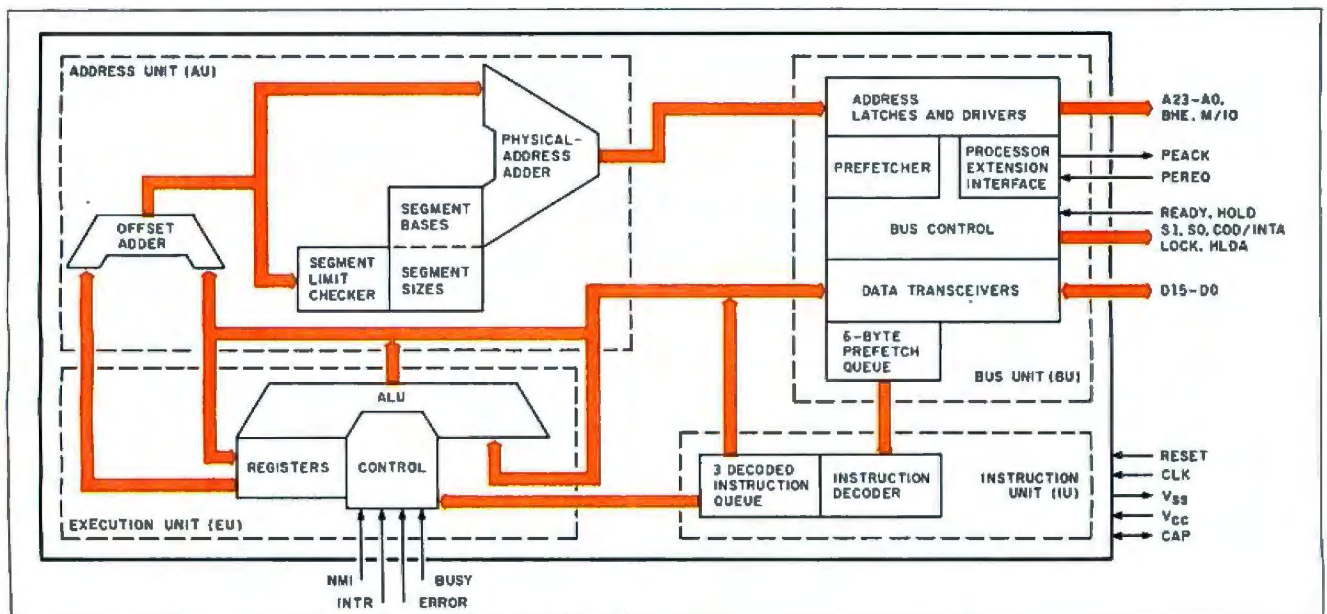 ADDRESS UNIT (AU)
PHYSICAL-
ADDRESS
ADDER
OFFSET
ADDER
SEGMENT
BASES
SEGMENT
LIMIT
CHECKER
SEGMENT
SIZES
ADDRESS
LATCHES AND DRIVERS
PREFETCHER
PROCESSOR
EXTENSION
INTERFACE
BUS CONTROL
DATA TRANSCEIVERS
6-BYTE
PREFETCH
QUEUE
BUS UNIT (BU)
A23-A0,
BHE, M/IO
PEACK
PEREQ
READY, HOLD
S1, S0, COD/INTA
LOCK, HLDA
D15-D0
ALU
REGISTERS
CONTROL
EXECUTION UNIT (EU)
3 DECODED
INSTRUCTION
QUEUE
INSTRUCTION
DECODER
INSTRUCTION
UNIT (IU)
RESET
CLK
VSS
VCC
CAP
NMI
BUSY
INTR
ERROR